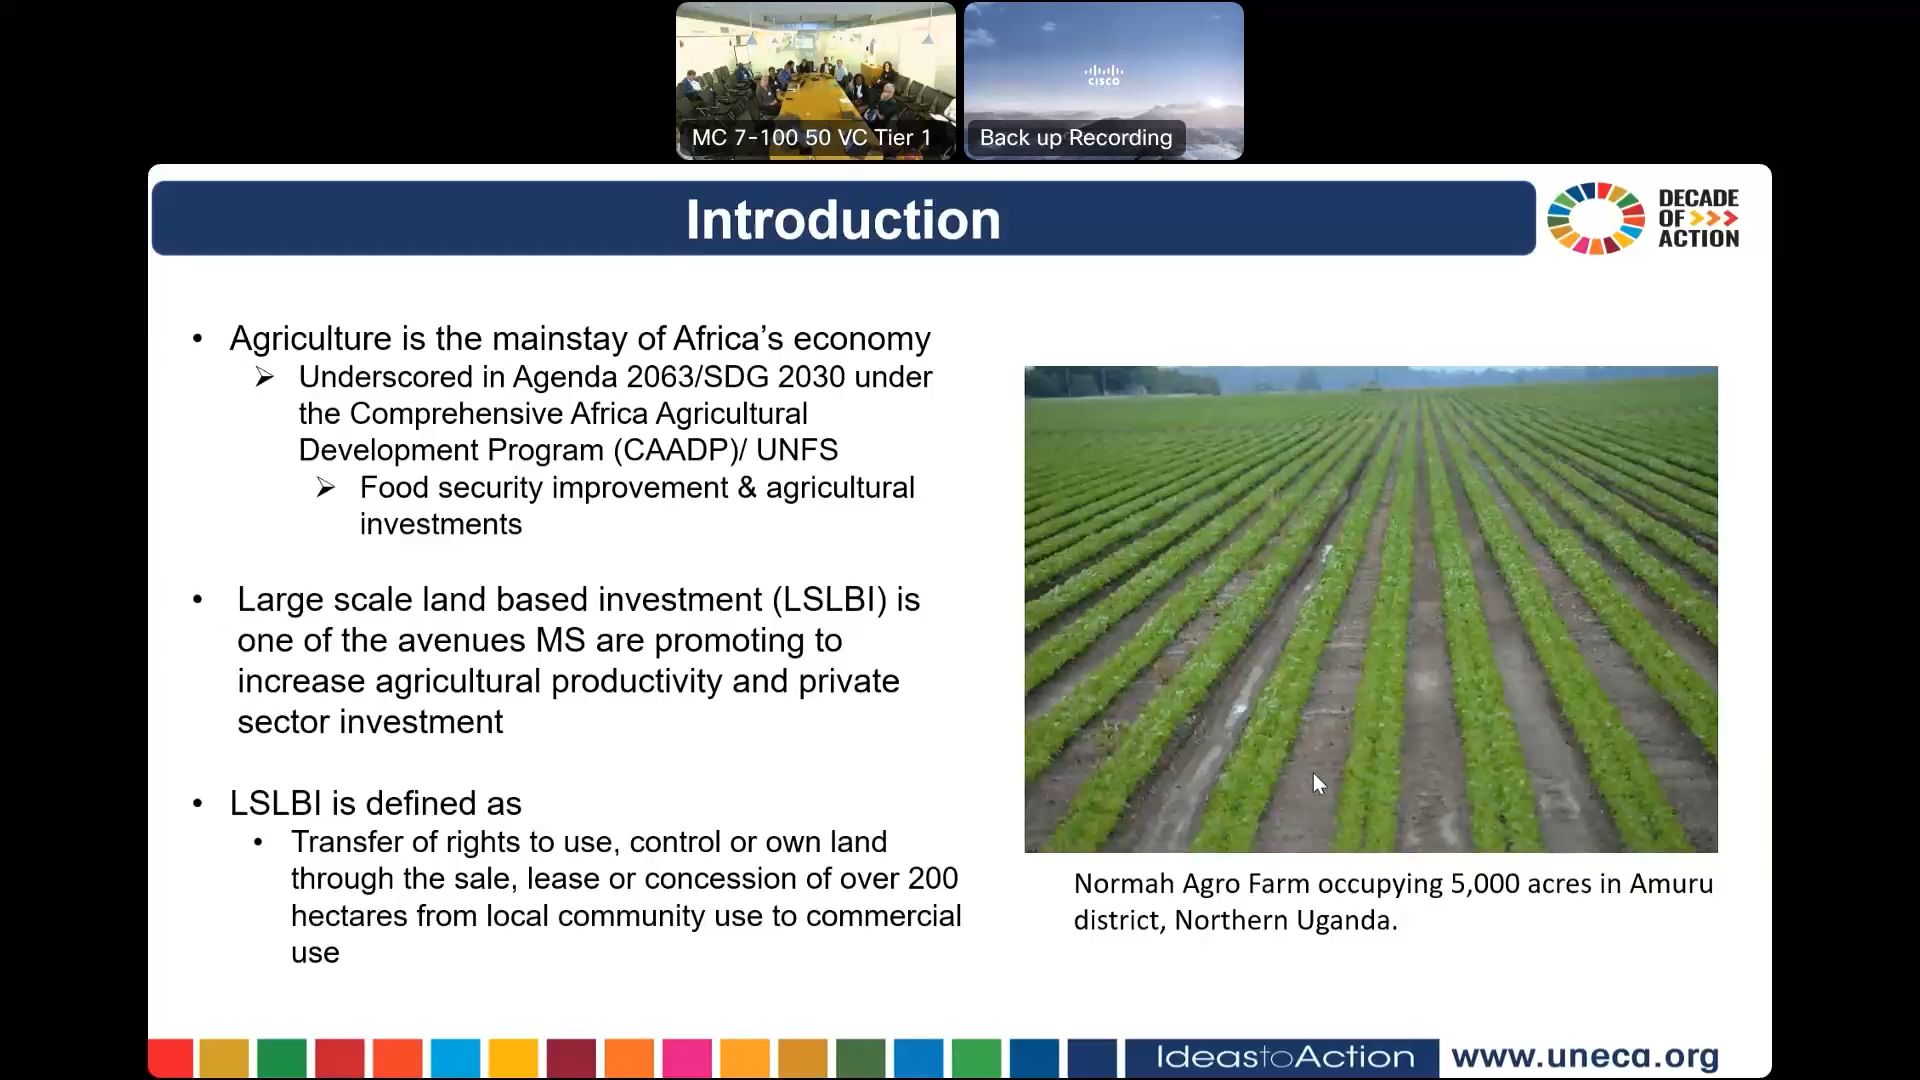 CISCO
MC 7-100 50 VC Tier 1
Back up Recording
Introduction
DECADE
OF >>>
ACTION
• Agriculture is the mainstay of Africa's economy
➢ Underscored in Agenda 2063/SDG 2030 under
the Comprehensive Africa Agricultural
Development Program (CAADP)/ UNFS
➢ Food security improvement & agricultural
investments
• Large scale land based investment (LSLBI) is
one of the avenues MS are promoting to
increase agricultural productivity and private
sector investment
• LSLBI is defined as
• Transfer of rights to use, control or own land
through the sale, lease or concession of over 200
hectares from local community use to commercial
use
Normah Agro Farm occupying 5,000 acres in Amuru
district, Northern Uganda.
IdeastoAction
www.uneca.org